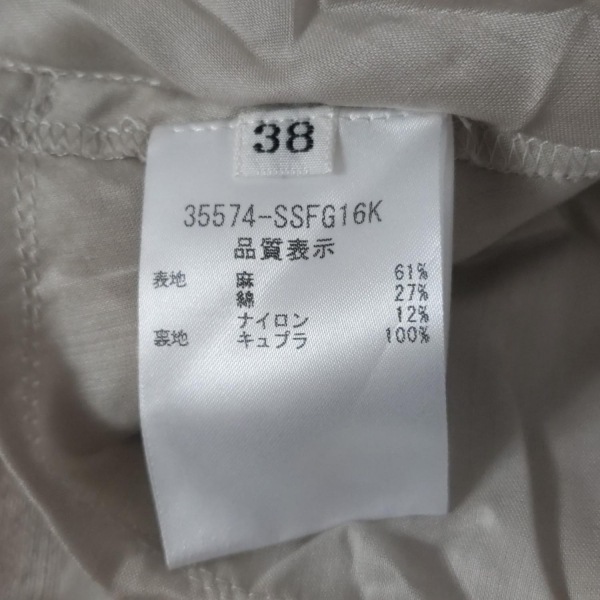 38
35574-SSFG16K
品質表示
表地 麻 61%
綿 27%
ナイロン 12%
裏地 キュプラ 100%